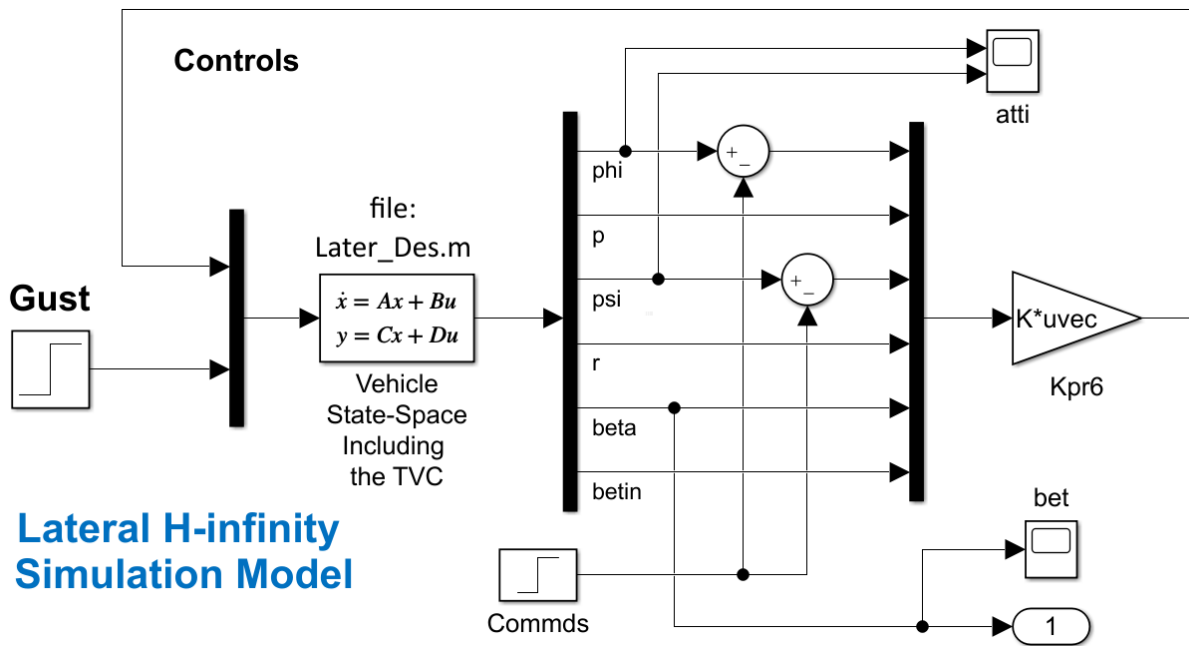 Controls
atti
phi
+
−
file:
Later_Des.m
p
Gust
ẋ = Ax + Bu
y = Cx + Du
psi
+
−
K*uvec
Vehicle
State-Space
Including
the TVC
r
Kpr6
beta
betin
bet
Lateral H-infinity
Simulation Model
Commds
1